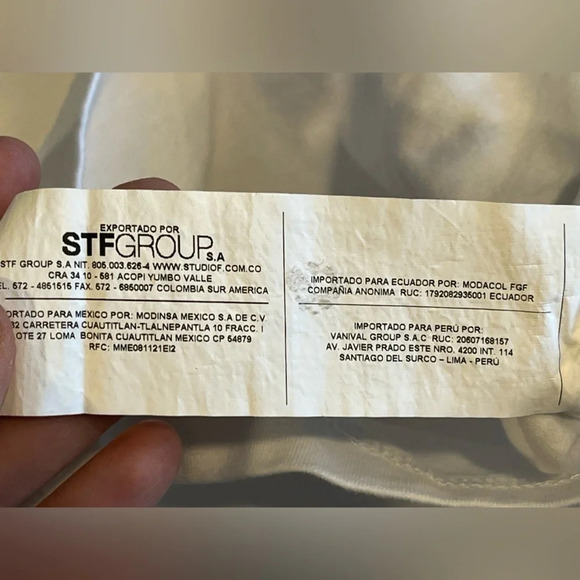 EXPORTADO POR
STFGROUP S.A
STF GROUP S.A NIT. 805.003.626-4 WWW.STUDIOF.COM.CO
CRA 34 10 - 581 ACOPI YUMBO VALLE
EL. 572 - 4851515 FAX. 572 - 6850007 COLOMBIA SUR AMERICA
ORTADO PARA MÉXICO POR: MODINSA MEXICO S.A DE C.V
32 CARRETERA CUAUTITLAN-TLALNEPANTLA 10 FRACC. I
OTE 27 LOMA BONITA CUAUTITLAN MEXICO CP 54879
RFC: MME081121EI2
IMPORTADO PARA ECUADOR POR: MODACOL FGF
COMPAÑIA ANONIMA RUC: 1792082935001 ECUADOR
IMPORTADO PARA PERÚ POR:
VANIVAL GROUP S.A.C RUC: 20607168157
AV. JAVIER PRADO ESTE NRO. 4200 INT. 114
SANTIAGO DEL SURCO – LIMA - PERÚ